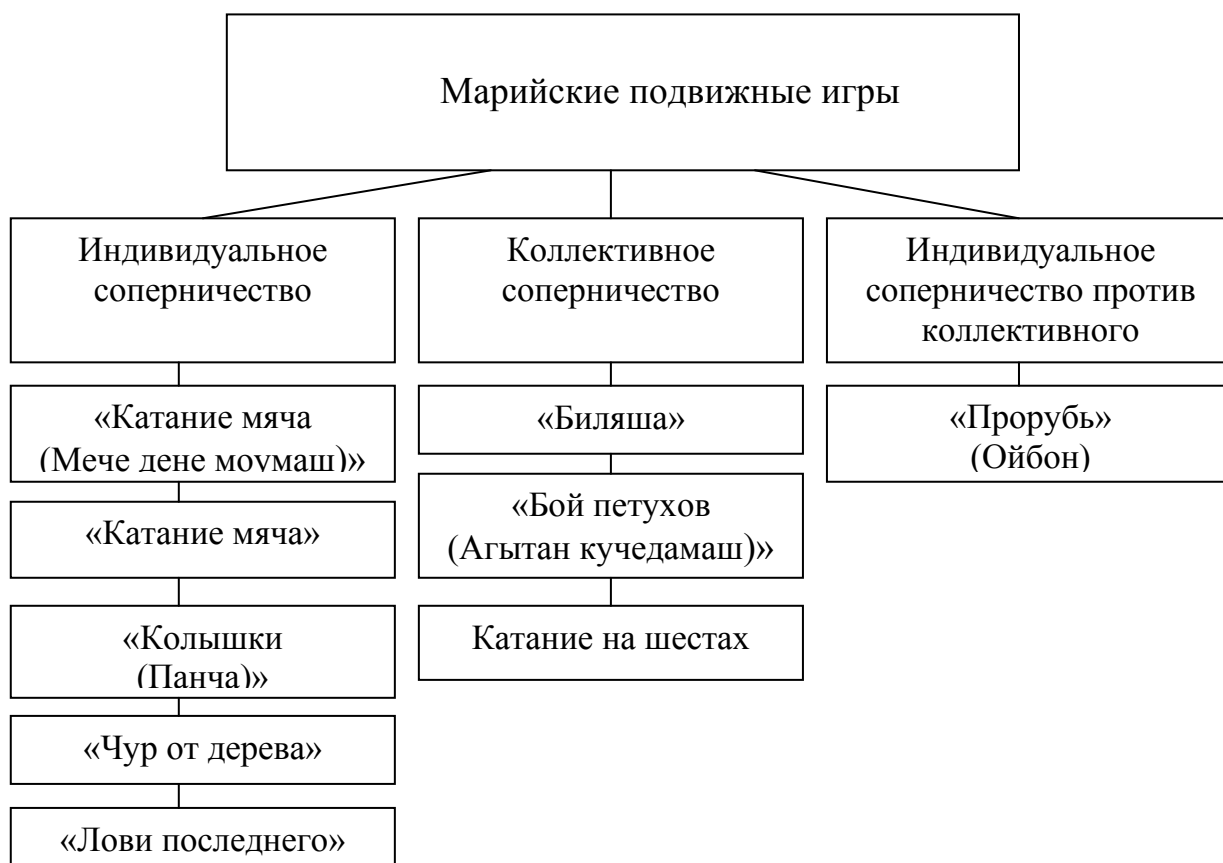 Марийские подвижные игры
Индивидуальное
соперничество
Коллективное
соперничество
Индивидуальное
соперничество против
коллективного
«Катание мяча
(Мече дене моумаш)»
«Катание мяча»
«Колышки
(Панча)»
«Чур от дерева»
«Лови последнего»
«Биляша»
«Бой петухов
(Агытан кучедамаш)»
Катание на шестах
«Прорубь»
(Ойбон)